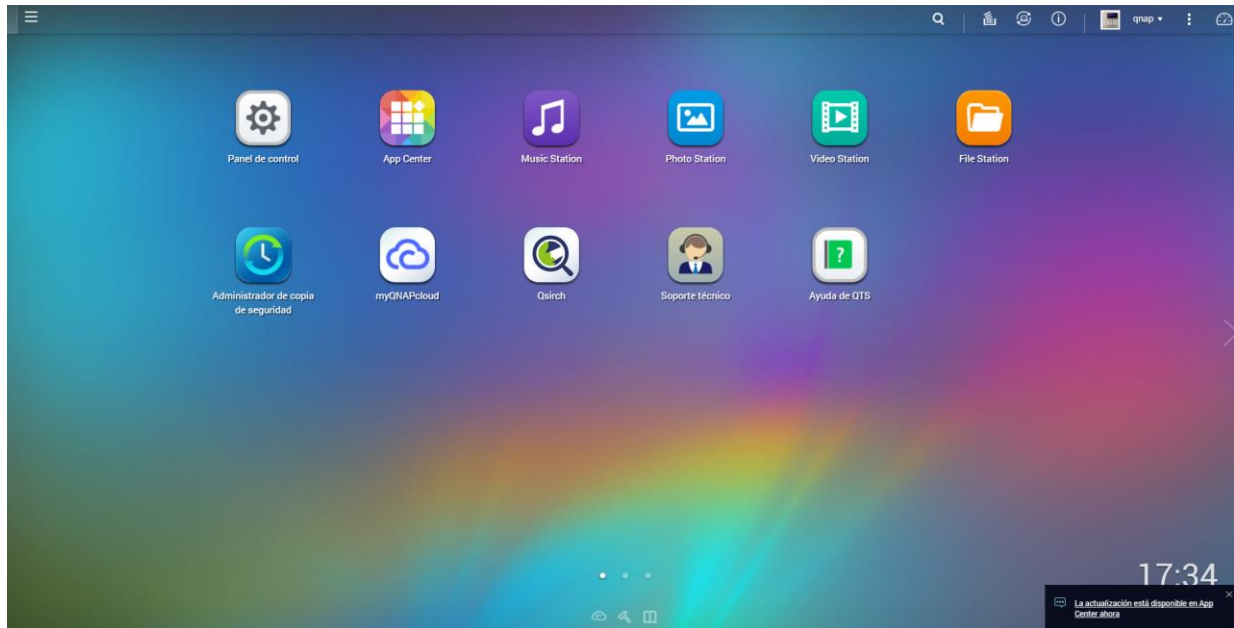 qnap
Panel de control
App Center
Music Station
Photo Station
Video Station
File Station
Administrador de copia
de seguridad
myQNAPcloud
Qsirch
Soporte técnico
Ayuda de QTS
?
17:34
La actualización está disponible en App
Center ahora